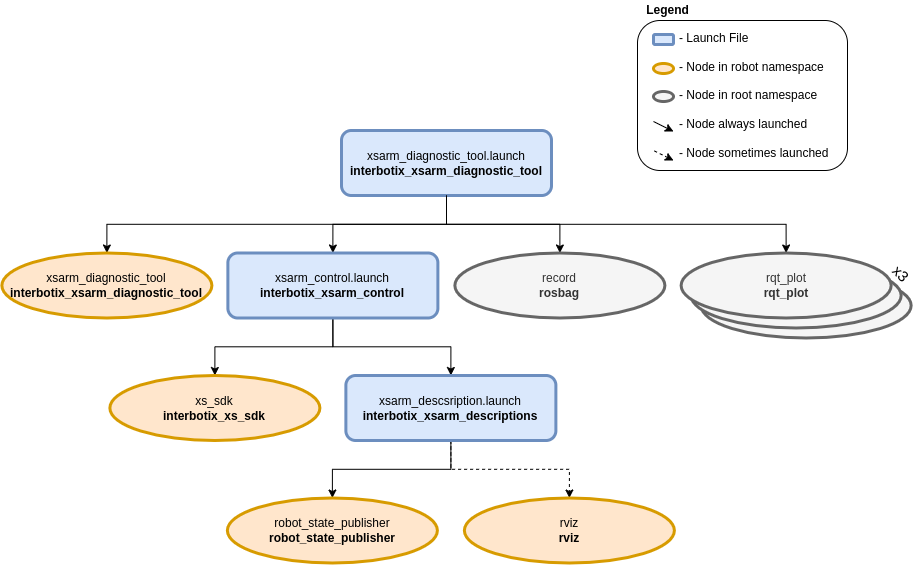 Legend
- Launch File
- Node in robot namespace
- Node in root namespace
- Node always launched
- Node sometimes launched
xsarm_diagnostic_tool.launch
interbotix_xsarm_diagnostic_tool
xsarm_diagnostic_tool
interbotix_xsarm_diagnostic_tool
xsarm_control.launch
interbotix_xsarm_control
record
rosbag
rqt_plot
rqt_plot
x3
xs_sdk
interbotix_xs_sdk
xsarm_descsription.launch
interbotix_xsarm_descriptions
robot_state_publisher
robot_state_publisher
rviz
rviz